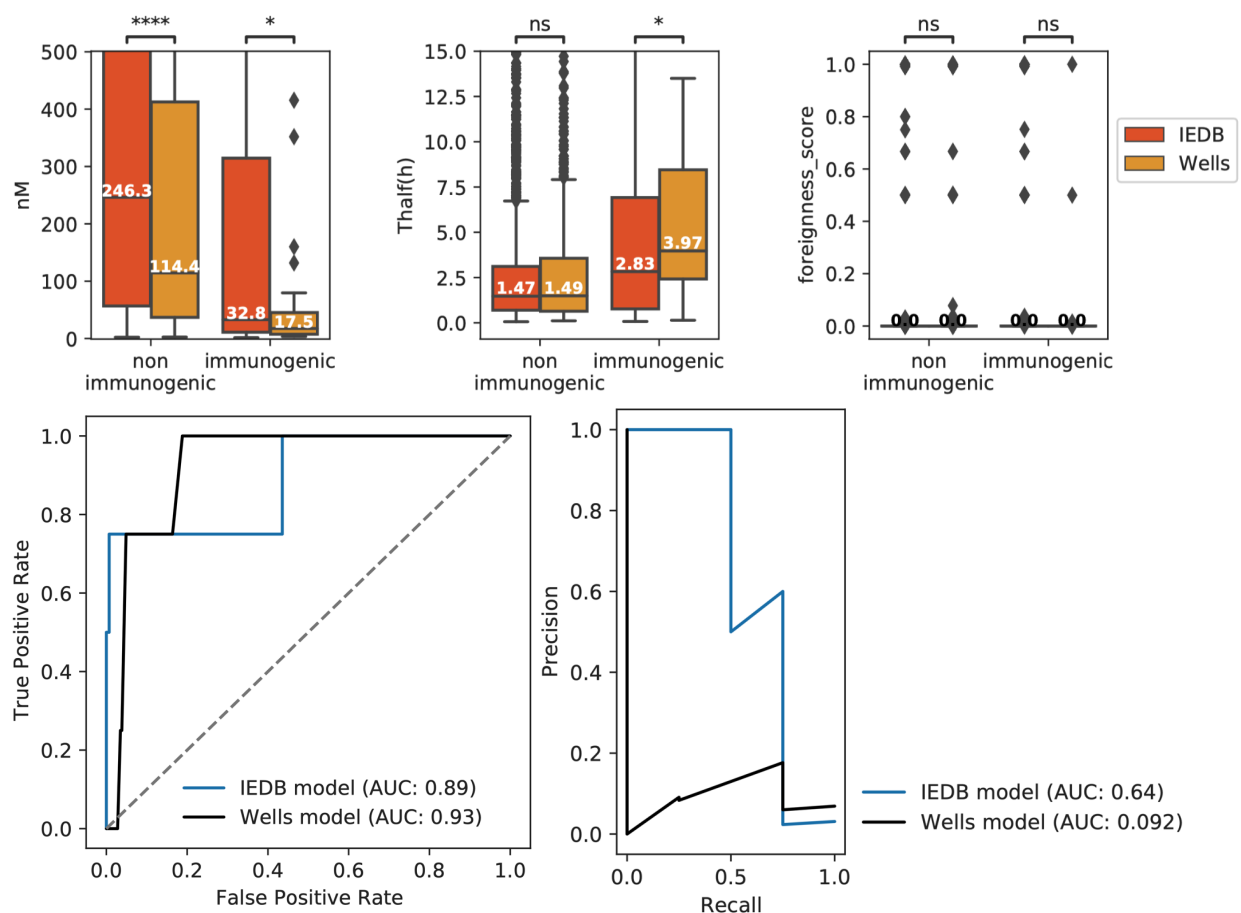 ****
*
500
400
300
200
100
0
nM
246.3
114.4
32.8
17.5
non
immunogenic
immunogenic
ns
*
15.0
12.5
10.0
7.5
5.0
2.5
0.0
Thalf(h)
1.47
1.49
2.83
3.97
non
immunogenic
immunogenic
ns
ns
1.0
0.8
0.6
0.4
0.2
0.0
foreignness_score
0.0
0.0
0.0
0.0
non
immunogenic
immunogenic
IEDB
Wells
1.0
0.8
0.6
0.4
0.2
0.0
True Positive Rate
0.0
0.2
0.4
0.6
0.8
1.0
False Positive Rate
IEDB model (AUC: 0.89)
Wells model (AUC: 0.93)
1.0
0.8
0.6
0.4
0.2
0.0
Precision
0.0
0.5
1.0
Recall
IEDB model (AUC: 0.64)
Wells model (AUC: 0.092)